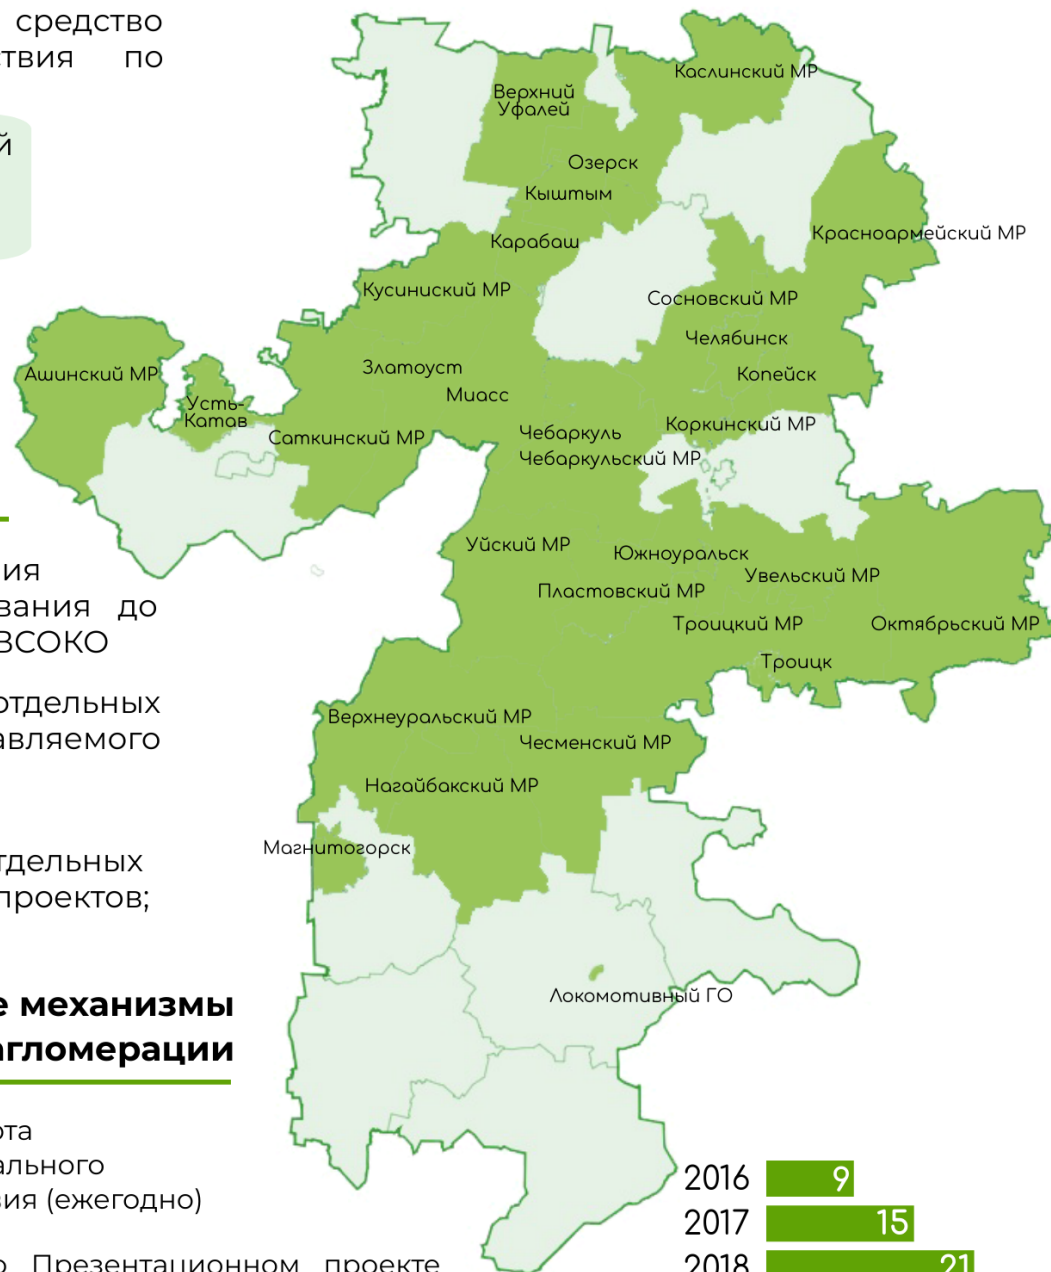 средство
ствия по
й
Каслинский МР
Верхний
Уфалей
Озерск
Кыштым
Красноармейский МР
Карабаш
Кусиниский МР
Сосновский МР
Челябинск
Златоуст
Ашинский МР
Копейск
Миасс
Усть-
Катав
Коркинский МР
Саткинский МР
Чебаркуль
Чебаркульский МР
Уйский МР
Южноуральск
ия
Увельский МР
Пластовский МР
вания до
Троицкий МР
Октябрьский МР
ВСОКО
Троицк
отдельных
Верхнеуральский МР
авляемого
Чесменский МР
Нагайбакский МР
Магнитогорск
тдельных
проектов;
Локомотивный ГО
е механизмы
агломерации
ота
ального
вия (ежегодно)
2016 9
2017 15
2018 21
о Презентационном проекте